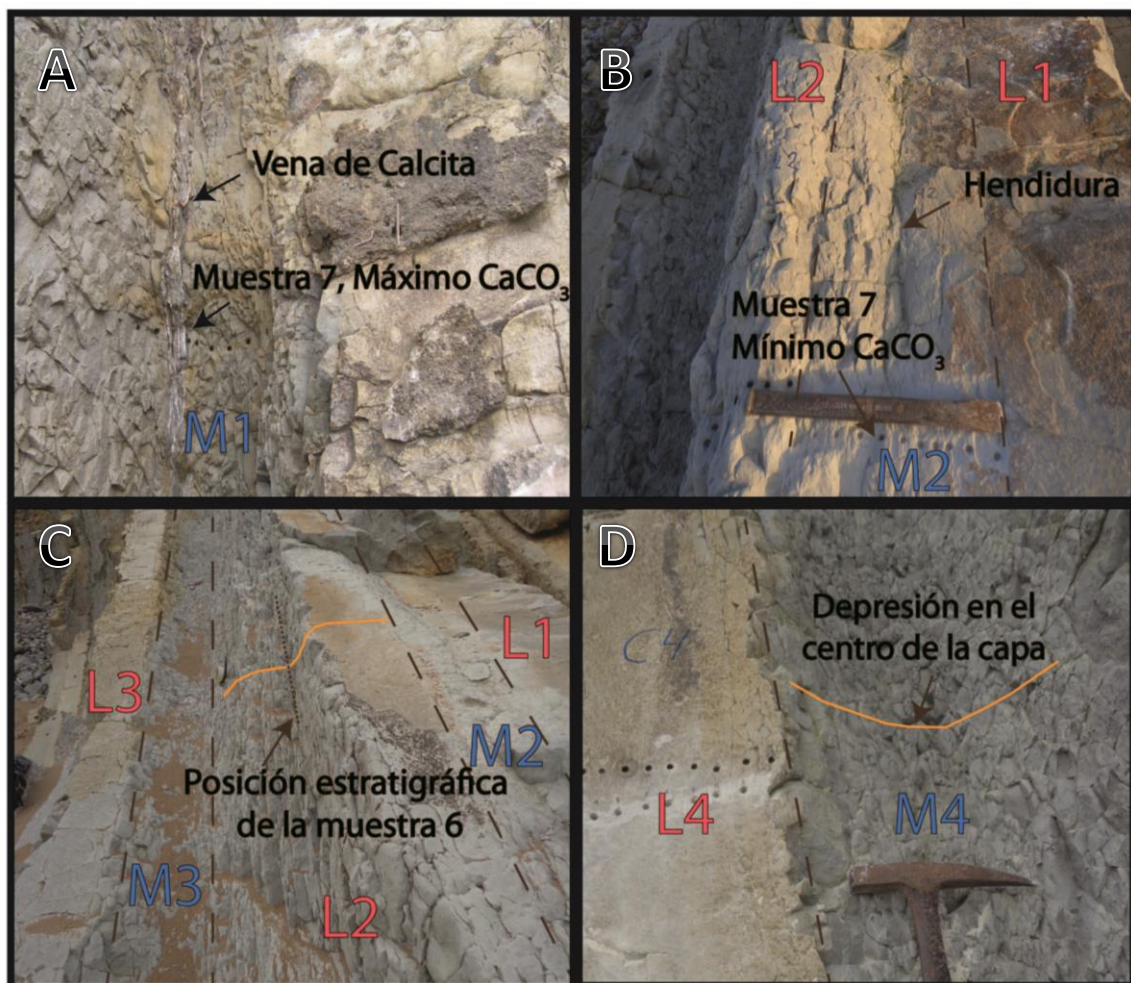 A
Vena de Calcita
Muestra 7, Máximo CaCO₃
M1
B
L2
L1
Hendidura
Muestra 7
Mínimo CaCO₃
M2
C
L1
L3
M2
Posición estratigráfica
de la muestra 6
M3
L2
D
Depresión en el
centro de la capa
C4
L4
M4